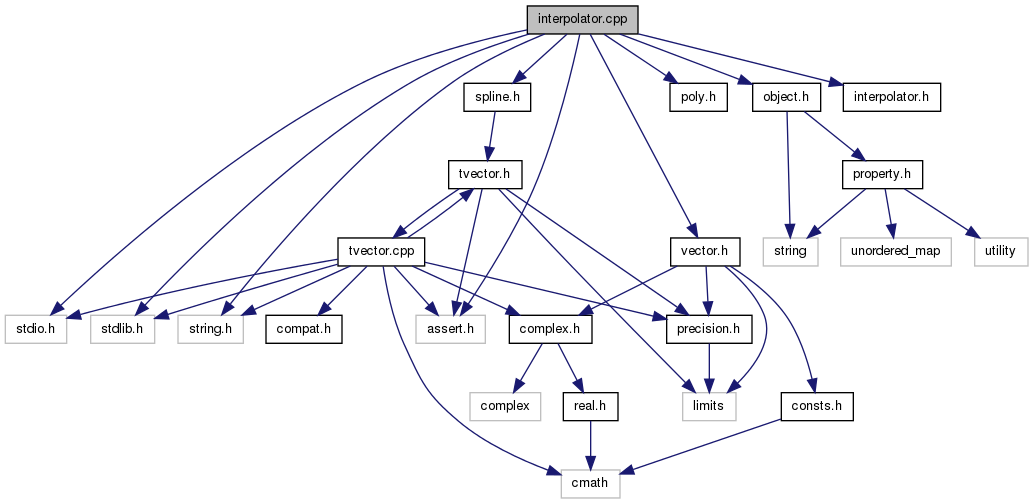 interpolator.cpp
spline.h
poly.h
object.h
interpolator.h
tvector.h
property.h
tvector.cpp
vector.h
string
unordered_map
utility
stdio.h
stdlib.h
string.h
compat.h
assert.h
complex.h
precision.h
complex
real.h
limits
consts.h
cmath